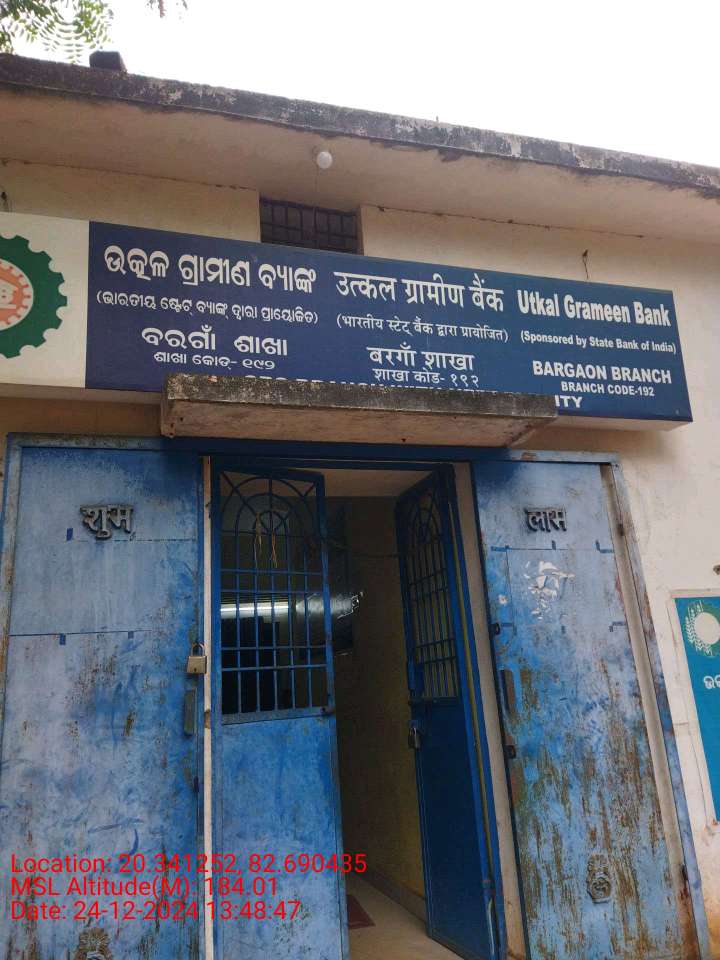 ଉତ୍କଳ ଗ୍ରାମୀଣ ବ୍ୟାଙ୍କ
(ଭାରତୀୟ ଷ୍ଟେଟ୍ ବ୍ୟାଙ୍କ୍ ଦ୍ୱାରା ପ୍ରାୟୋଜିତ)
ବରଗାଁ ଶାଖା
ଶାଖା କୋଡ୍- ୧୯୨
उत्कल ग्रामीण बैंक
(भारतीय स्टेट् बैंक द्वारा प्रायोजित)
बरगाँ शाखा
शाखा कोड- १९२
Utkal Grameen Bank
(Sponsored by State Bank of India)
BARGAON BRANCH
BRANCH CODE-192
ITY
शुभ
लाभ
Location: 20.341252, 82.690435
MSL Altitude(M): 184.01
Date: 24-12-2024 13:48:47